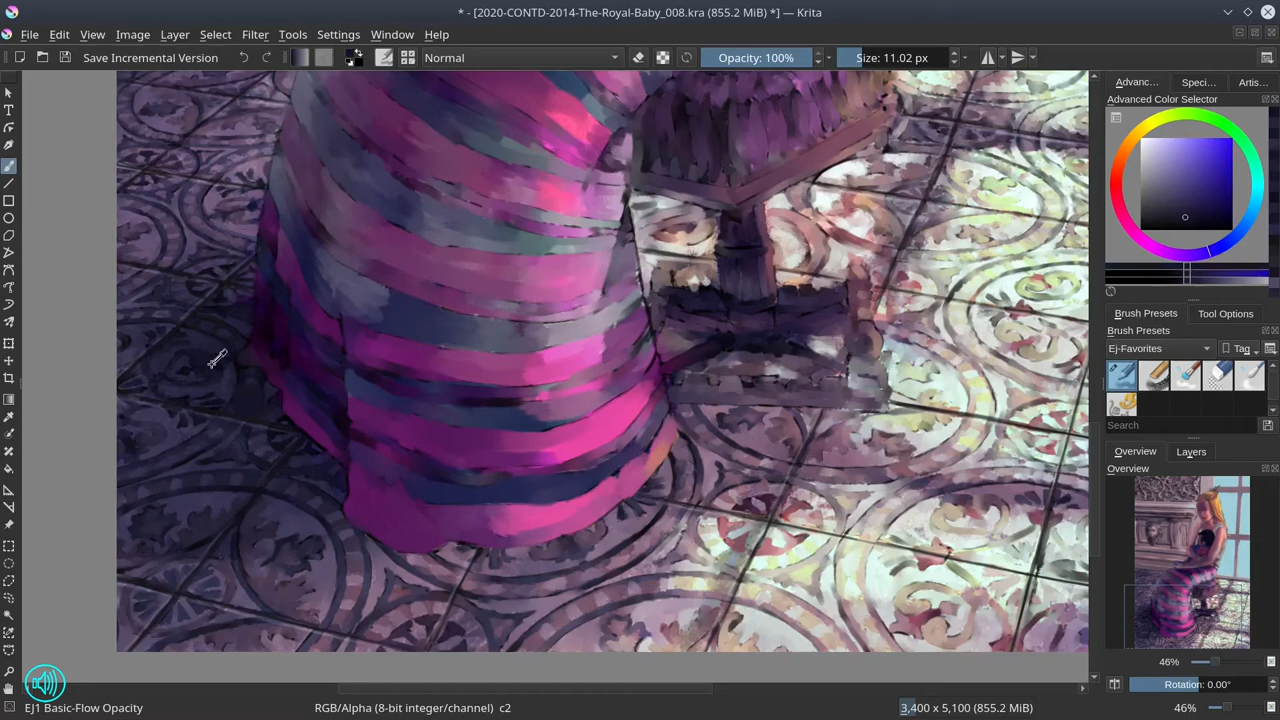 * - [2020-CONTD-2014-The-Royal-Baby_008.kra (855.2 MiB) *] — Krita
File Edit View Image Layer Select Filter Tools Settings Window Help
Save Incremental Version Normal Opacity: 100% Size: 11.02 px
Advanc... Speci... Artis...
Advanced Color Selector
Brush Presets Tool Options
Brush Presets
Ej-Favorites Tag
Search
Overview Layers
Overview
46%
Rotation: 0.00°
EJ1 Basic-Flow Opacity RGB/Alpha (8-bit integer/channel) c2 3,400 x 5,100 (855.2 MiB) 46%